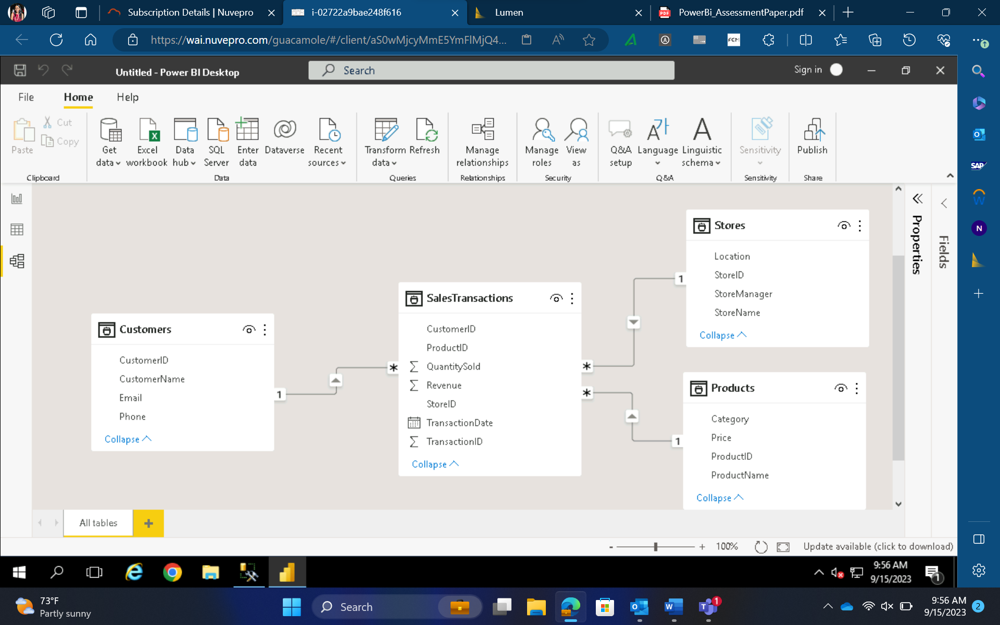 Subscription Details | Nuvepro
i-02722a9bae248f616
Lumen
PowerBi_AssessmentPaper.pdf
https://wai.nuvepro.com/guacamole/#/client/aS0wMjcyMmE5YmFlMjQ4...
FCM
Untitled - Power BI Desktop
Search
Sign in
File
Home
Help
Paste
Cut
Copy
Clipboard
Get data
Excel workbook
Data hub
SQL Server
Enter data
Dataverse
Recent sources
Data
Transform data
Refresh
Queries
Manage relationships
Relationships
Manage roles
View as
Security
Q&A setup
Language
Linguistic schema
Q&A
Sensitivity
Sensitivity
Publish
Share
Customers
CustomerID
CustomerName
Email
Phone
Collapse
1
*
SalesTransactions
CustomerID
ProductID
QuantitySold
Revenue
StoreID
TransactionDate
TransactionID
Collapse
*
1
*
1
Stores
Location
StoreID
StoreManager
StoreName
Collapse
Products
Category
Price
ProductID
ProductName
Collapse
Properties
Fields
SAP
N
All tables
+
- + 100%
Update available (click to download)
9:56 AM
9/15/2023
1
73°F
Partly sunny
Search
1
9:56 AM
9/15/2023
2